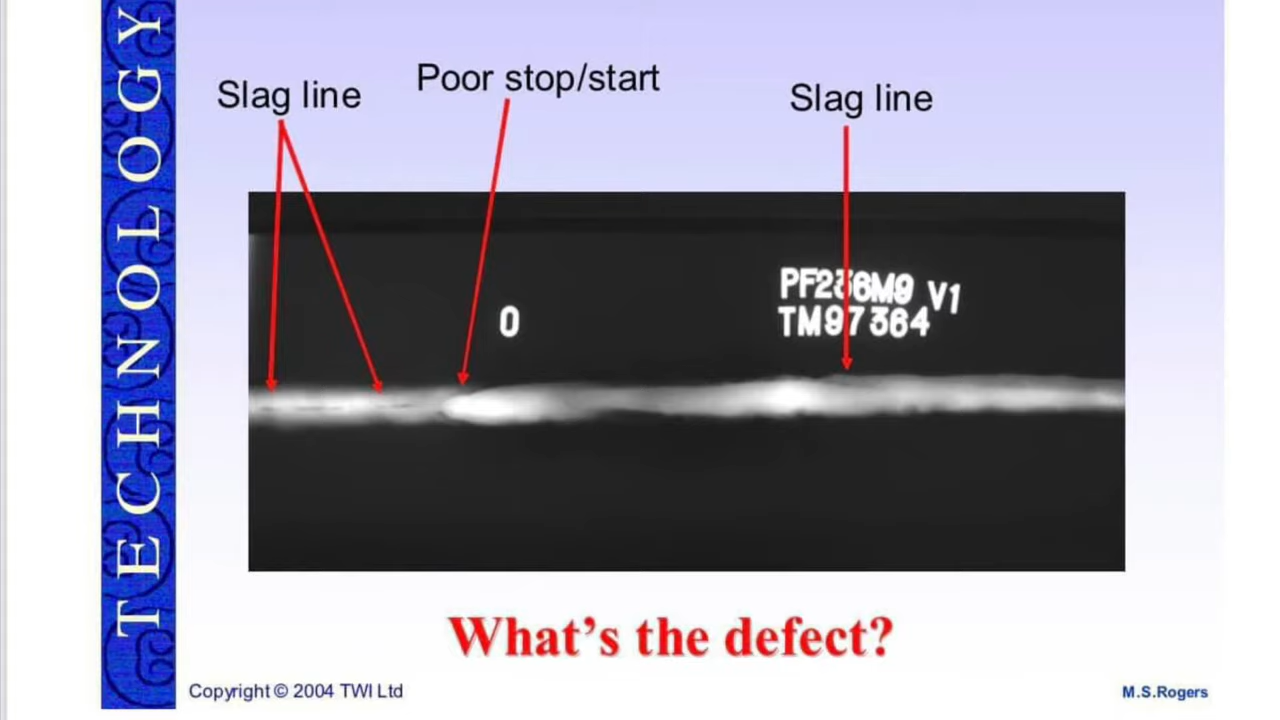 TECHNOLOGY
Slag line
Poor stop/start
Slag line
PF236M9 V1
0
TM97364
What's the defect?
Copyright © 2004 TWI Ltd
M.S.Rogers